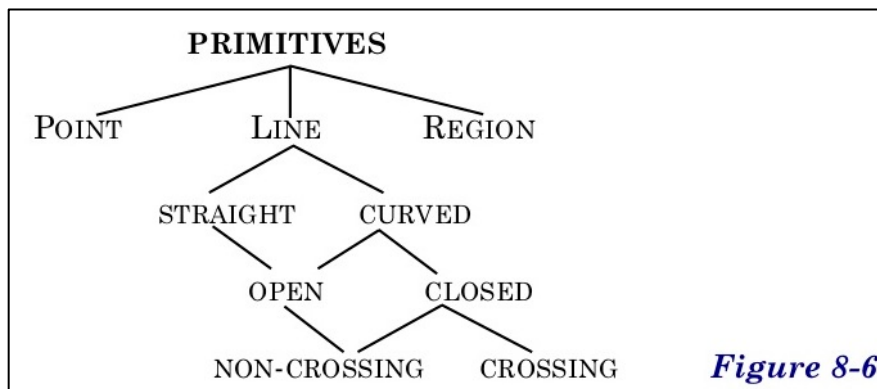 PRIMITIVES
POINT LINE REGION
STRAIGHT CURVED
OPEN CLOSED
NON-CROSSING CROSSING Figure 8-6